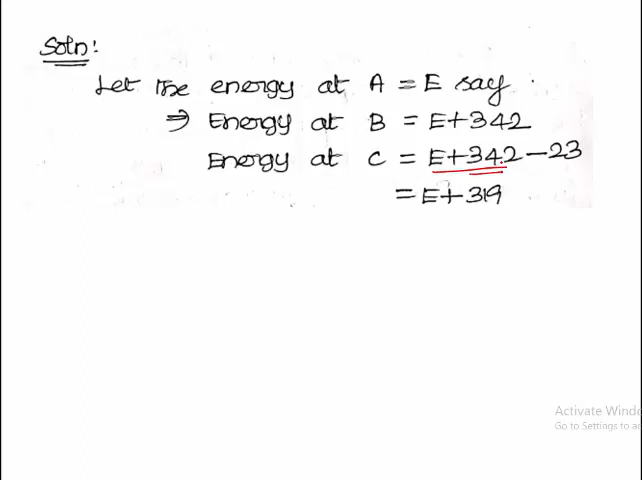 Soln:
Let the energy at A = E say.
⇒ Energy at B = E+342
Energy at C = E+342-23
= E+319
Activate Wind
Go to Settings to a